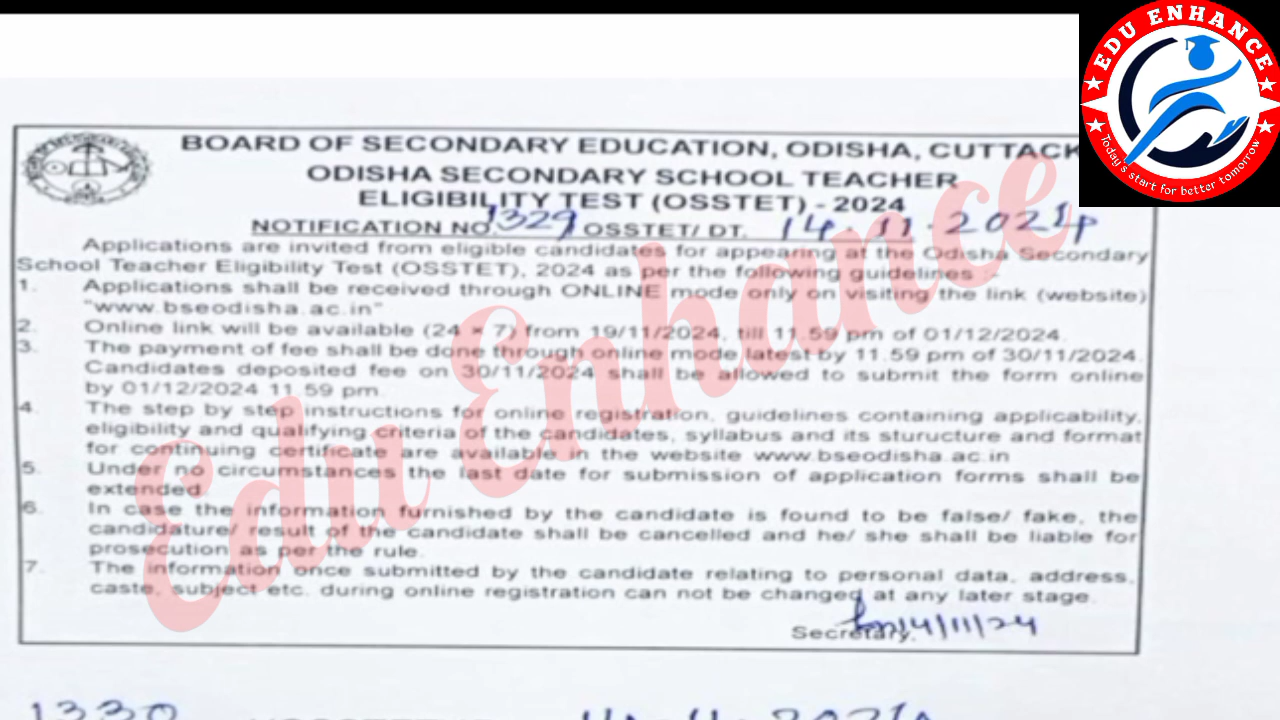 EDU ENHANCE
Today's start for better tomorrow
BOARD OF SECONDARY EDUCATION, ODISHA, CUTTACK
ODISHA SECONDARY SCHOOL TEACHER
ELIGIBILITY TEST (OSSTET) - 2024
NOTIFICATION NO. 1329 / OSSTET/ DT. 14.11.2024
Applications are invited from eligible candidates for appearing at the Odisha Secondary
School Teacher Eligibility Test (OSSTET), 2024 as per the following guidelines
1. Applications shall be received through ONLINE mode only on visiting the link (website)
"www.bseodisha.ac.in"
2. Online link will be available (24 × 7) from 19/11/2024, till 11.59 pm of 01/12/2024.
3. The payment of fee shall be done through online mode latest by 11.59 pm of 30/11/2024.
Candidates deposited fee on 30/11/2024 shall be allowed to submit the form online
by 01/12/2024 11.59 pm.
4. The step by step instructions for online registration, guidelines containing applicability,
eligibility and qualifying criteria of the candidates, syllabus and its sturucture and format
for continuing certificate are available in the website www.bseodisha.ac.in
5. Under no circumstances the last date for submission of application forms shall be
extended.
6. In case the information furnished by the candidate is found to be false/ fake, the
candidature/ result of the candidate shall be cancelled and he/ she shall be liable for
prosecution as per the rule.
7. The information once submitted by the candidate relating to personal data, address,
caste, subject etc. during online registration can not be changed at any later stage.
14/11/24
Secretary.
Edu Enhance
1330